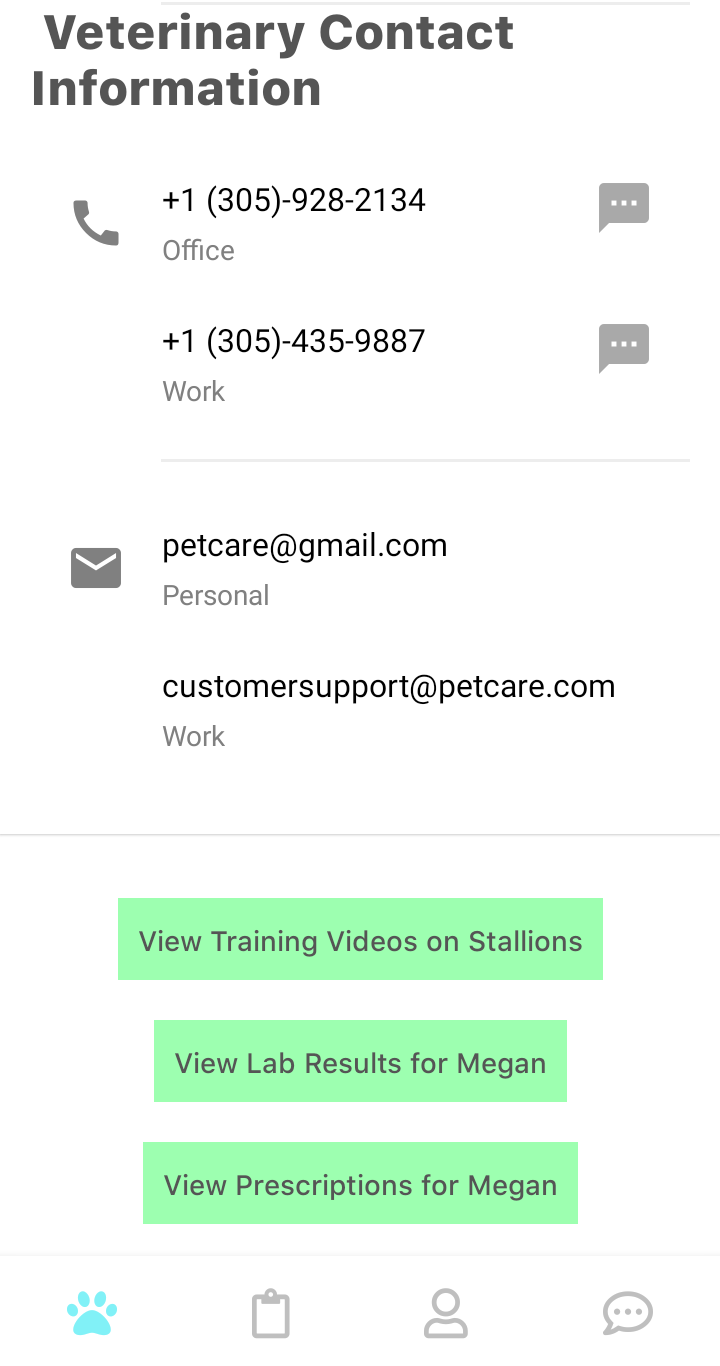 Veterinary Contact
Information
+1 (305)-928-2134
Office
+1 (305)-435-9887
Work
petcare@gmail.com
Personal
customersupport@petcare.com
Work
View Training Videos on Stallions
View Lab Results for Megan
View Prescriptions for Megan